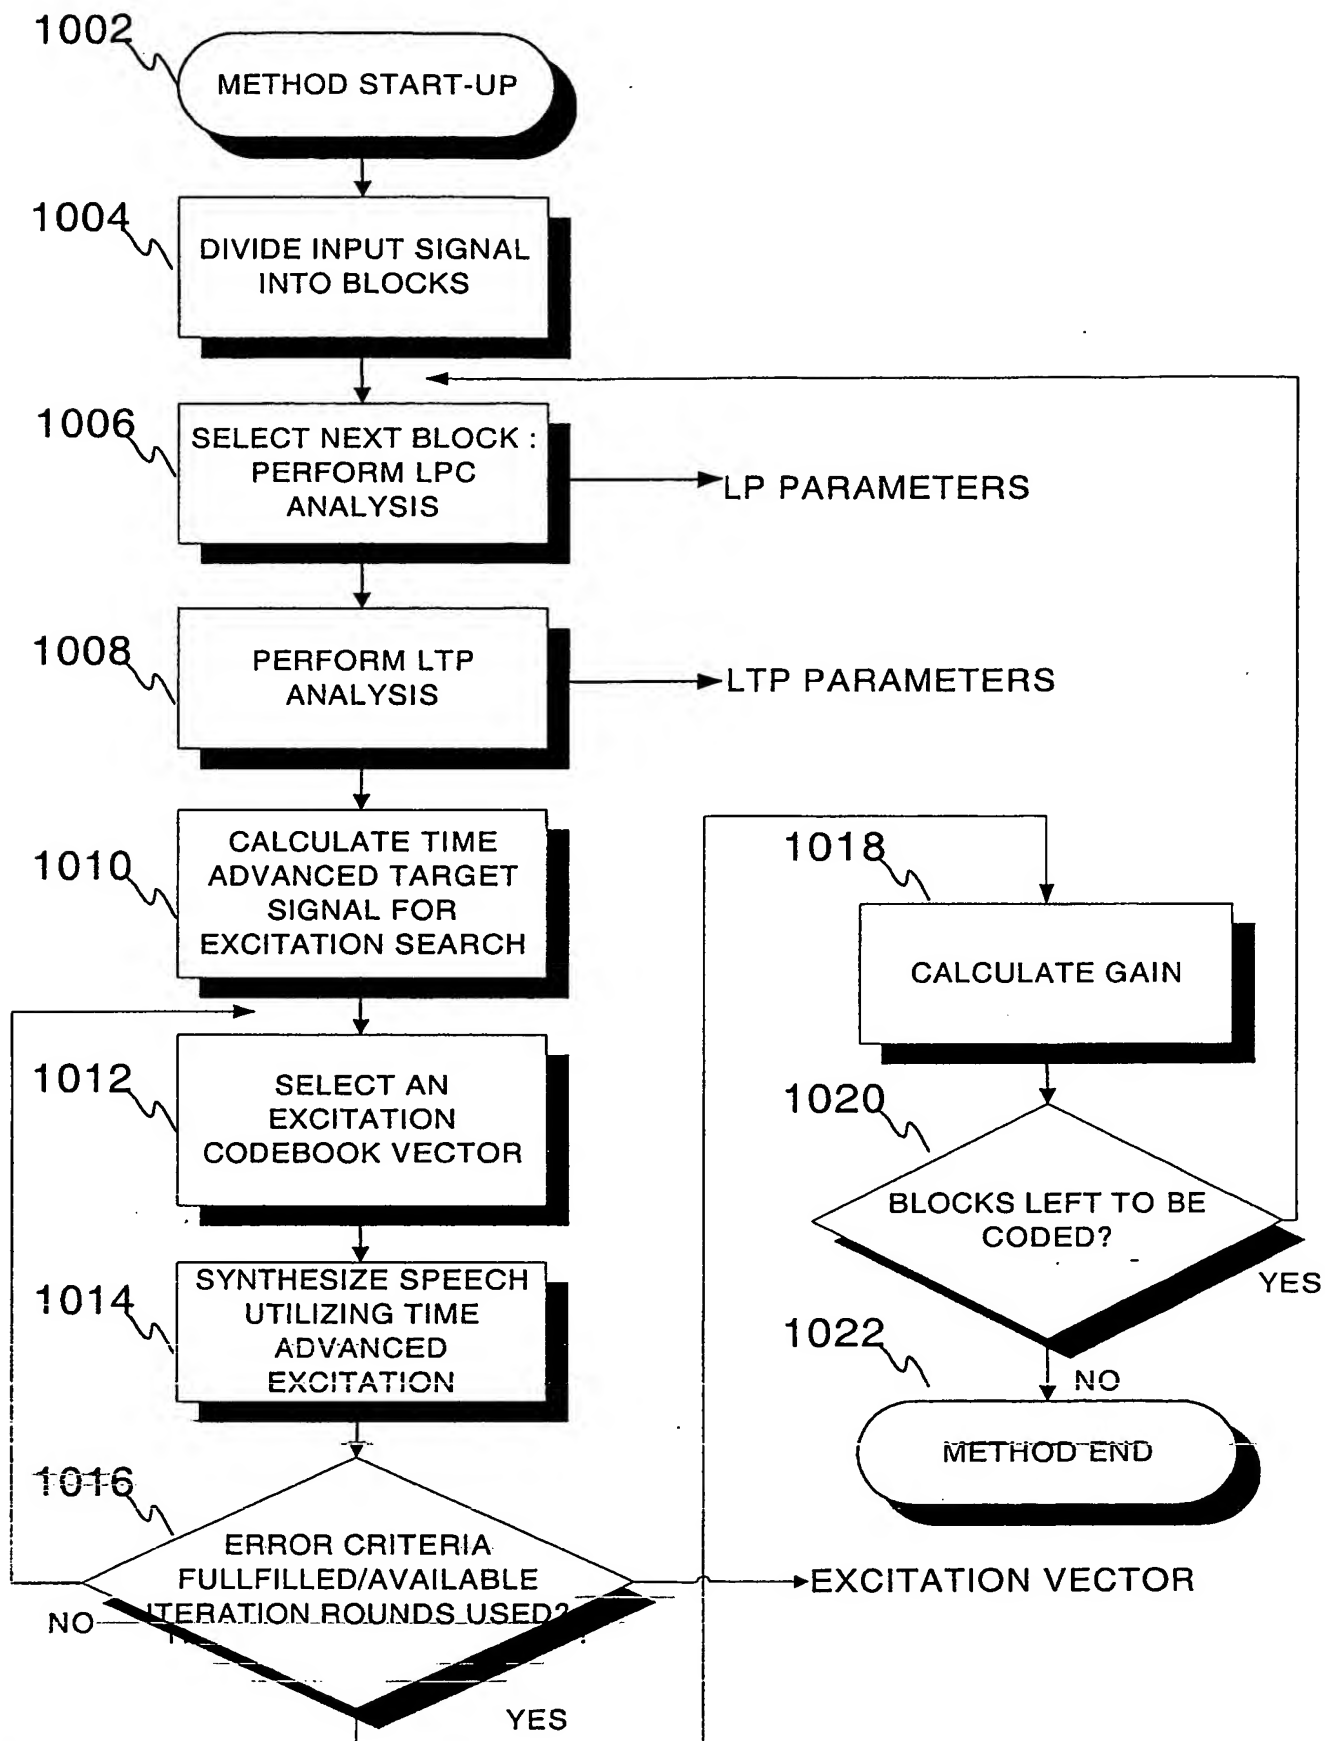 1002
METHOD START-UP
1004
DIVIDE INPUT SIGNAL
INTO BLOCKS
1006
SELECT NEXT BLOCK :
PERFORM LPC
ANALYSIS
LP PARAMETERS
1008
PERFORM LTP
ANALYSIS
LTP PARAMETERS
1010
CALCULATE TIME
ADVANCED TARGET
SIGNAL FOR
EXCITATION SEARCH
1012
SELECT AN
EXCITATION
CODEBOOK VECTOR
1014
SYNTHESIZE SPEECH
UTILIZING TIME
ADVANCED
EXCITATION
1016
ERROR CRITERIA
FULLFILLED/AVAILABLE
ITERATION ROUNDS USED?
NO
YES
EXCITATION VECTOR
1018
CALCULATE GAIN
1020
BLOCKS LEFT TO BE
CODED?
YES
NO
1022
METHOD END